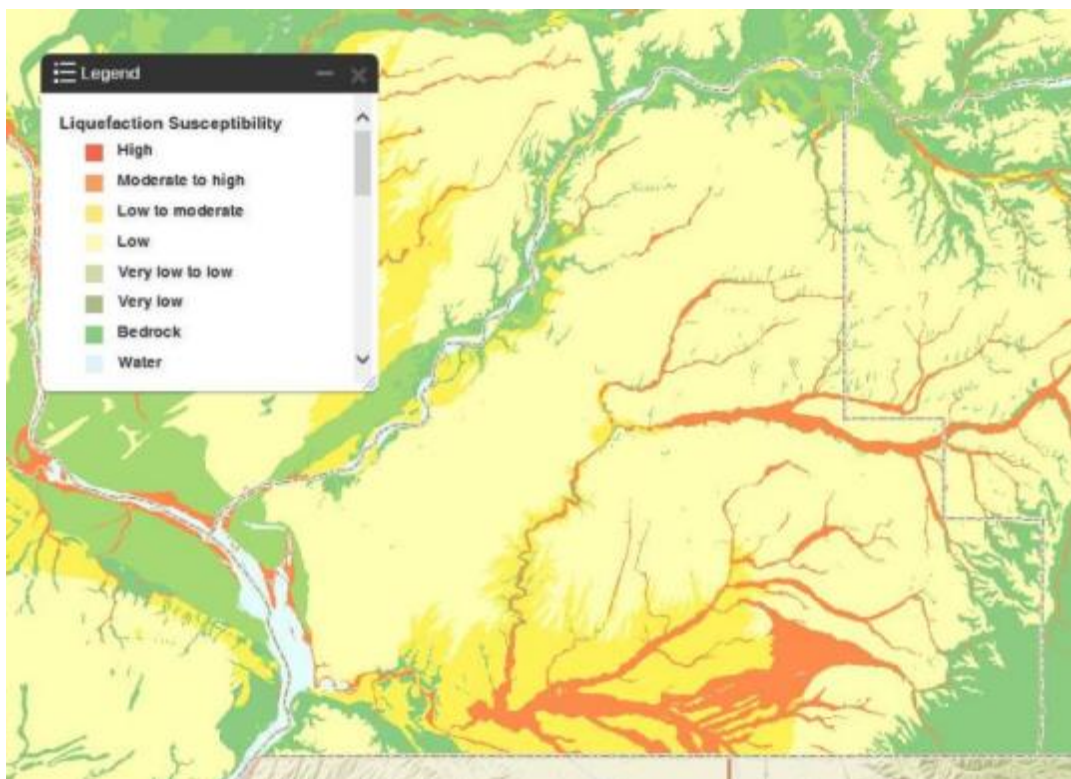 Legend
Liquefaction Susceptibility
High
Moderate to high
Low to moderate
Low
Very low to low
Very low
Bedrock
Water